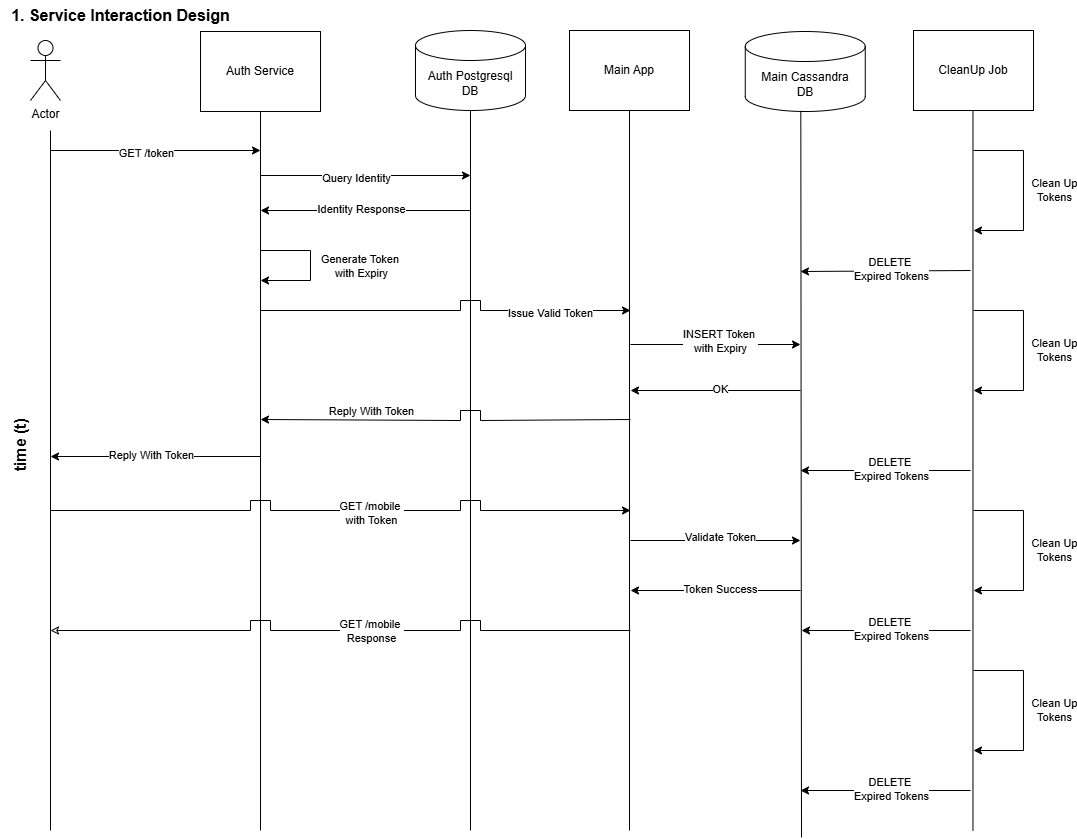 1. Service Interaction Design
Actor
Auth Service
Auth Postgresql
DB
Main App
Main Cassandra
DB
CleanUp Job
GET /token
Query Identity
Clean Up
Tokens
Identity Response
Generate Token
with Expiry
DELETE
Expired Tokens
Issue Valid Token
INSERT Token
with Expiry
Clean Up
Tokens
OK
Reply With Token
time (t)
Reply With Token
DELETE
Expired Tokens
GET /mobile
with Token
Validate Token
Clean Up
Tokens
Token Success
GET /mobile
Response
DELETE
Expired Tokens
Clean Up
Tokens
DELETE
Expired Tokens